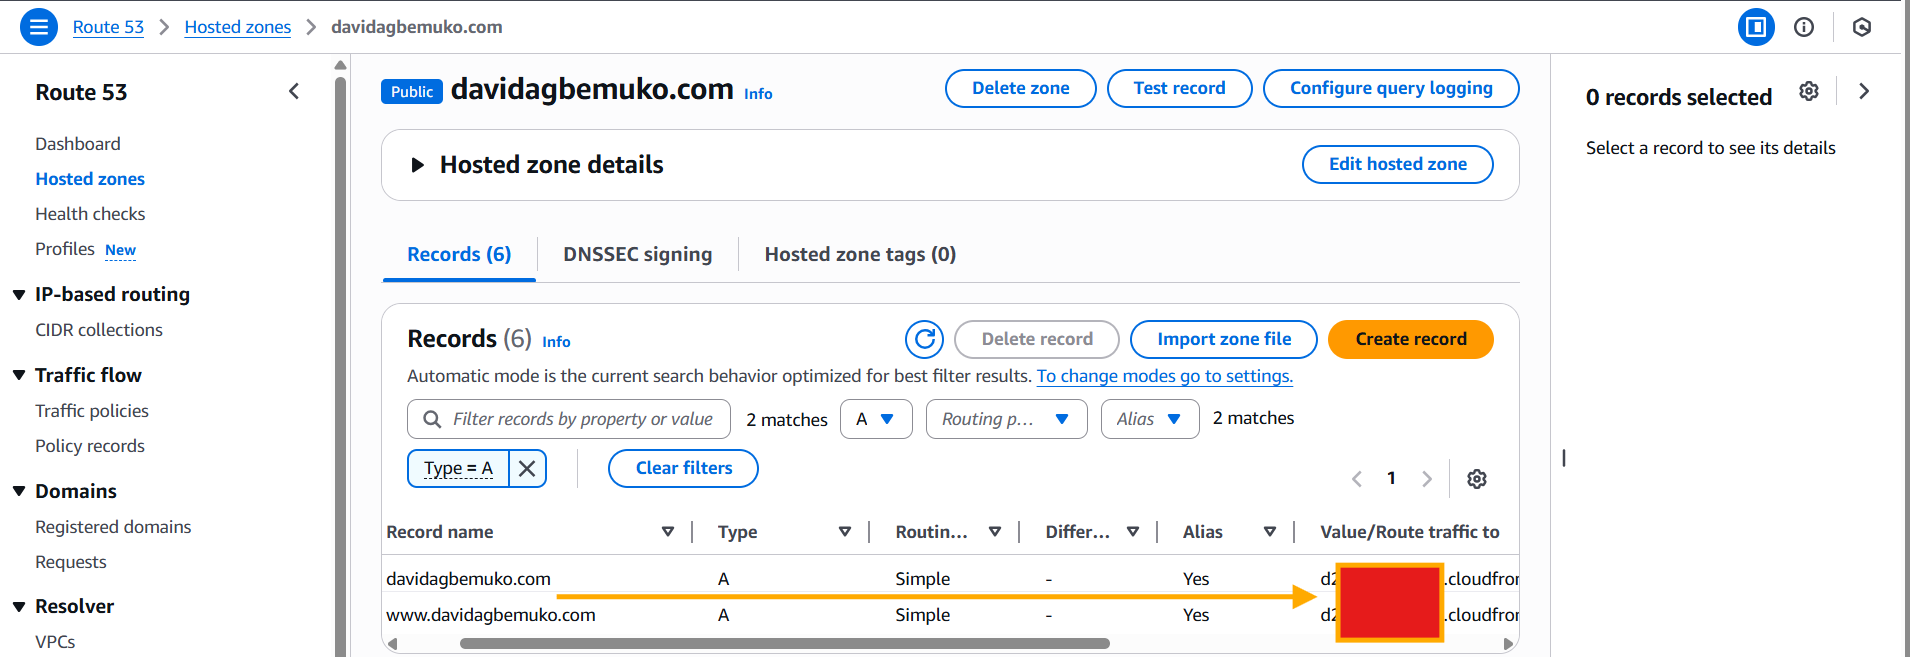 Route 53 > Hosted zones > davidagbemuko.com
Route 53
Dashboard
Hosted zones
Health checks
Profiles New
IP-based routing
CIDR collections
Traffic flow
Traffic policies
Policy records
Domains
Registered domains
Requests
Resolver
VPCs
Public davidagbemuko.com Info
Delete zone Test record Configure query logging
Hosted zone details Edit hosted zone
Records (6) DNSSEC signing Hosted zone tags (0)
Records (6) Info Delete record Import zone file Create record
Automatic mode is the current search behavior optimized for best filter results. To change modes go to settings.
Filter records by property or value 2 matches A Routing p... Alias 2 matches
Type = A Clear filters
1
Record name Type Routin... Differ... Alias Value/Route traffic to
davidagbemuko.com A Simple - Yes d2 .cloudfron
www.davidagbemuko.com A Simple - Yes d2 .cloudfron
0 records selected
Select a record to see its details